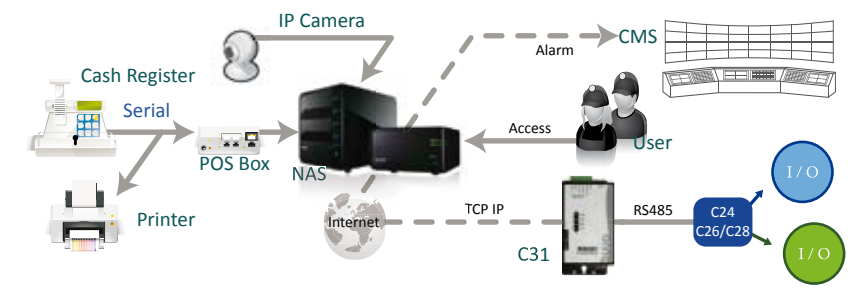 IP Camera
CMS
Alarm
Cash Register
Serial
POS Box
NAS
Access
User
Printer
Internet
TCP IP
C31
RS485
C24
C26/C28
I / O
I / O